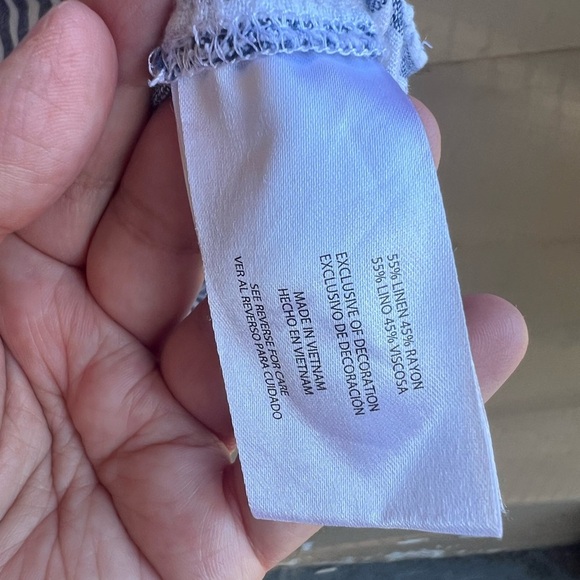 55% LINEN 45% RAYON
55% LINO 45% VISCOSA
EXCLUSIVE OF DECORATION
EXCLUSIVO DE DECORACIÓN
MADE IN VIETNAM
HECHO EN VIETNAM
SEE REVERSE FOR CARE
VER AL REVERSO PARA CUIDADO